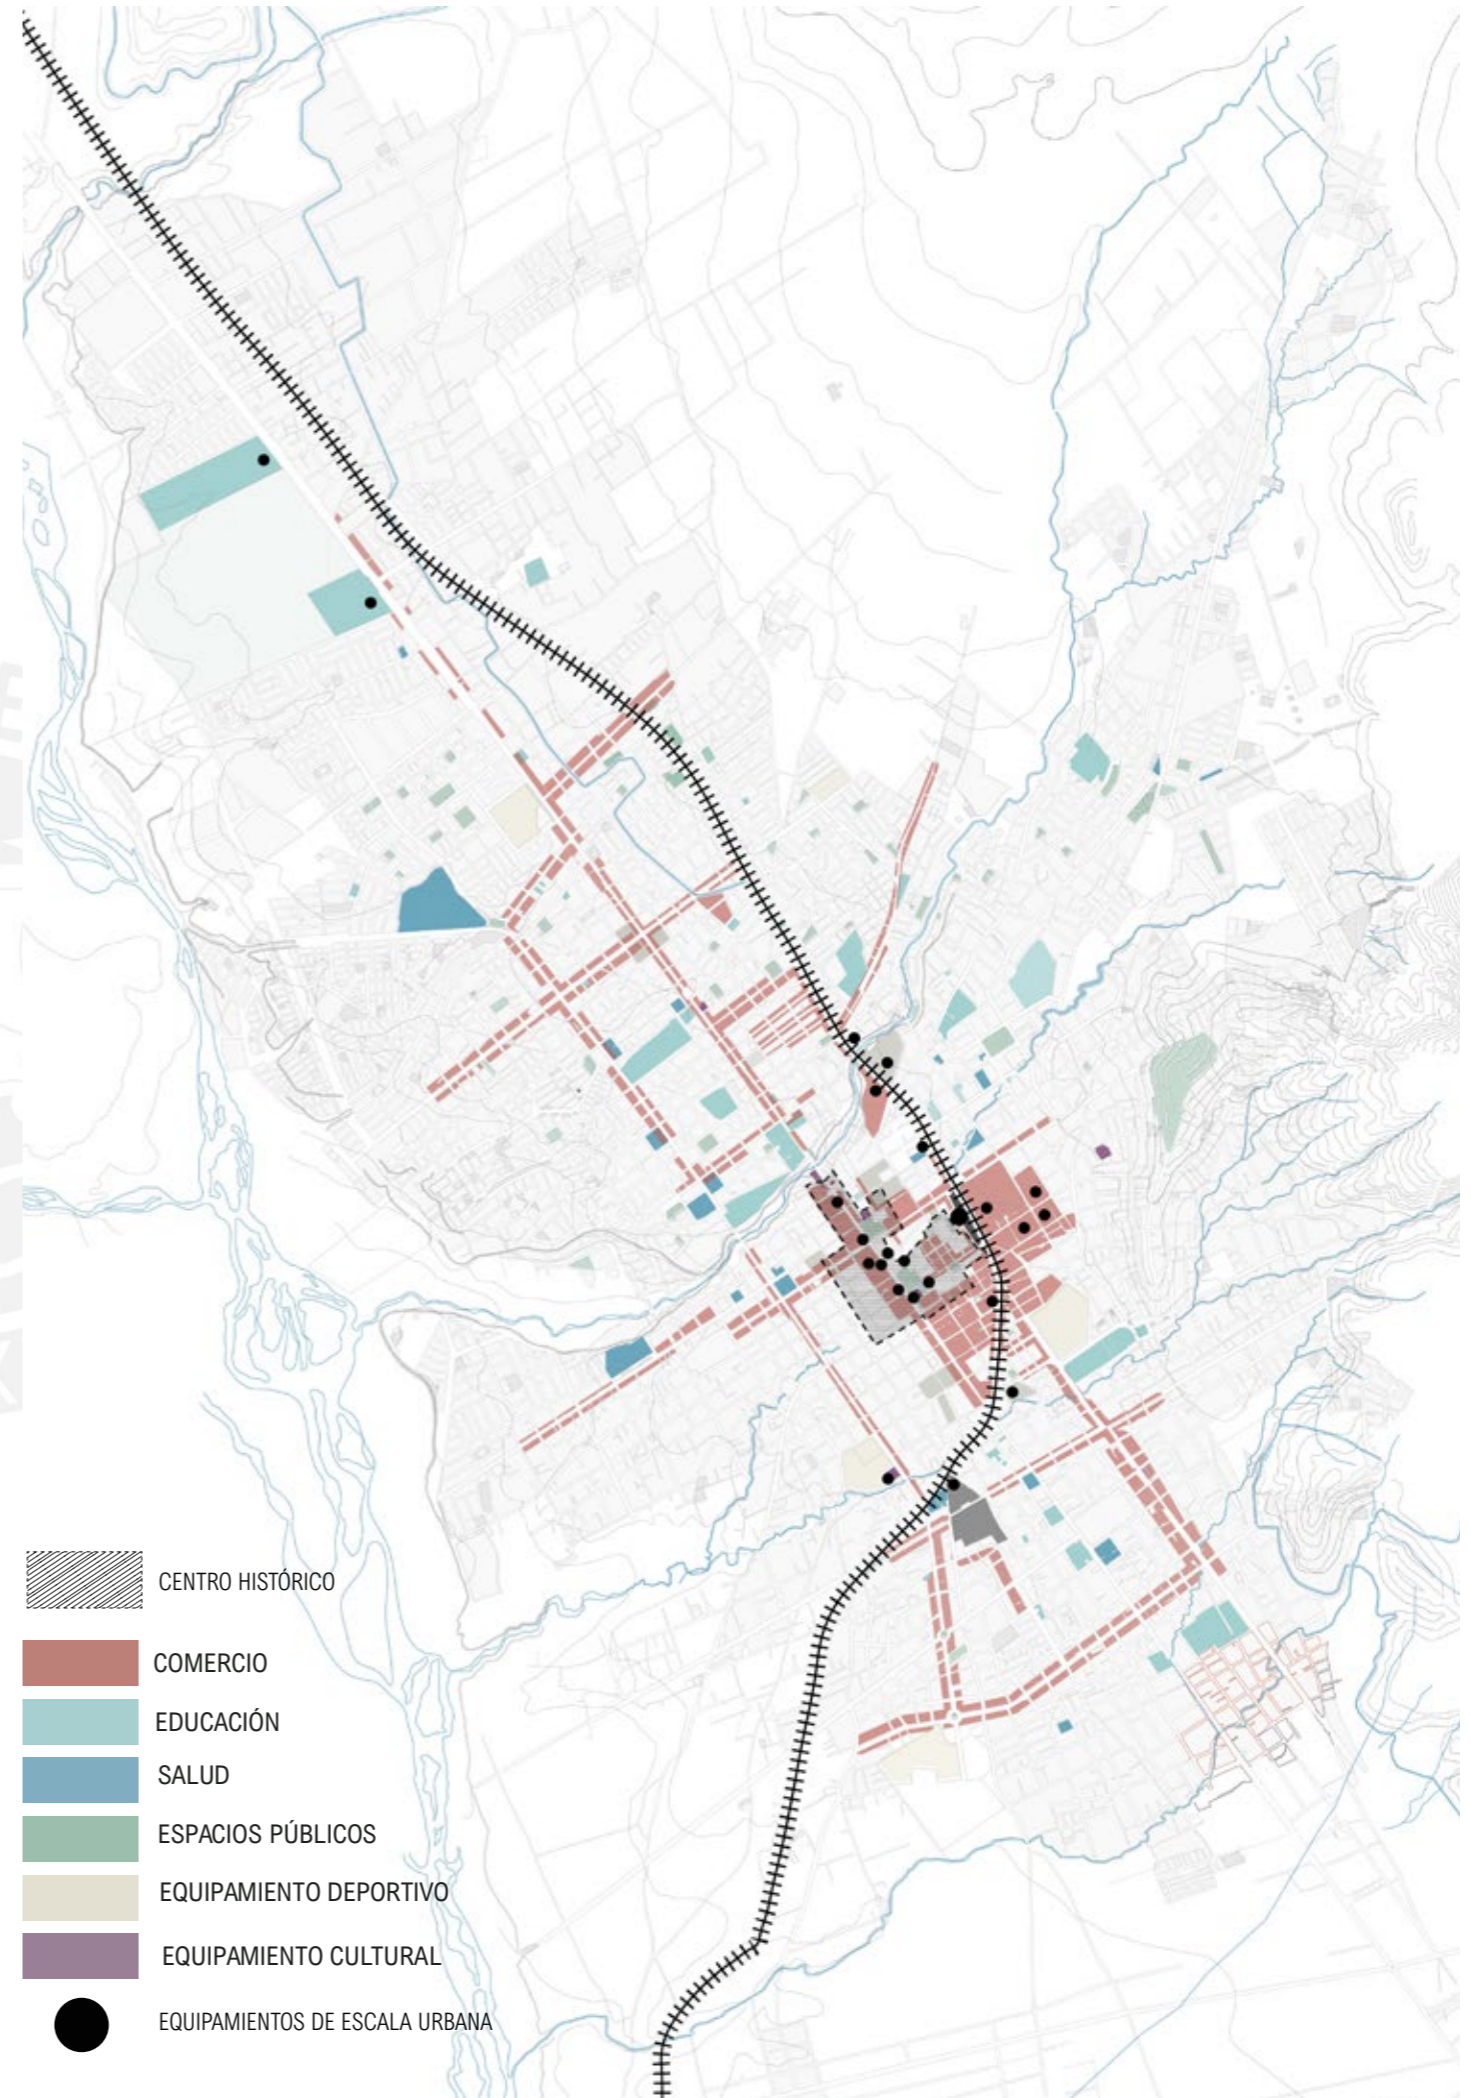 CENTRO HISTÓRICO
COMERCIO
EDUCACIÓN
SALUD
ESPACIOS PÚBLICOS
EQUIPAMIENTO DEPORTIVO
EQUIPAMIENTO CULTURAL
EQUIPAMIENTOS DE ESCALA URBANA